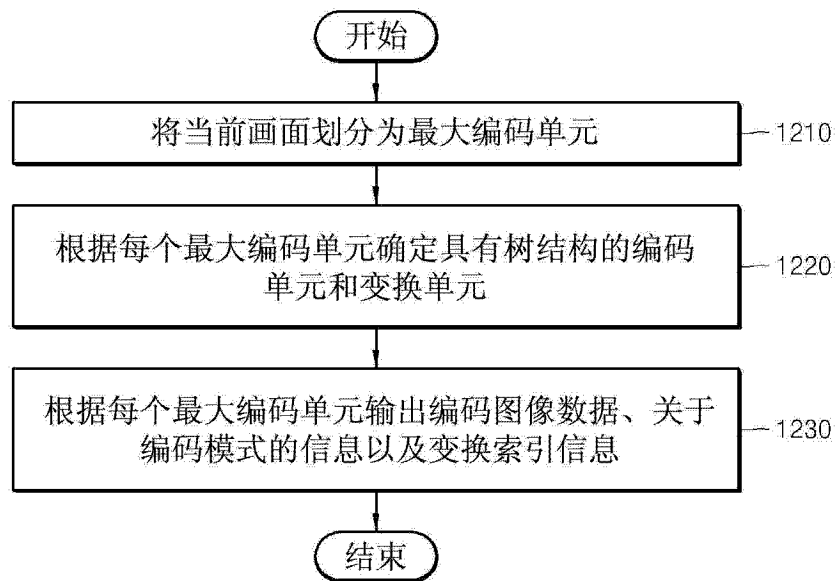 开始
将当前画面划分为最大编码单元
1210
根据每个最大编码单元确定具有树结构的编码
单元和变换单元
1220
根据每个最大编码单元输出编码图像数据、关于
编码模式的信息以及变换索引信息
1230
结束